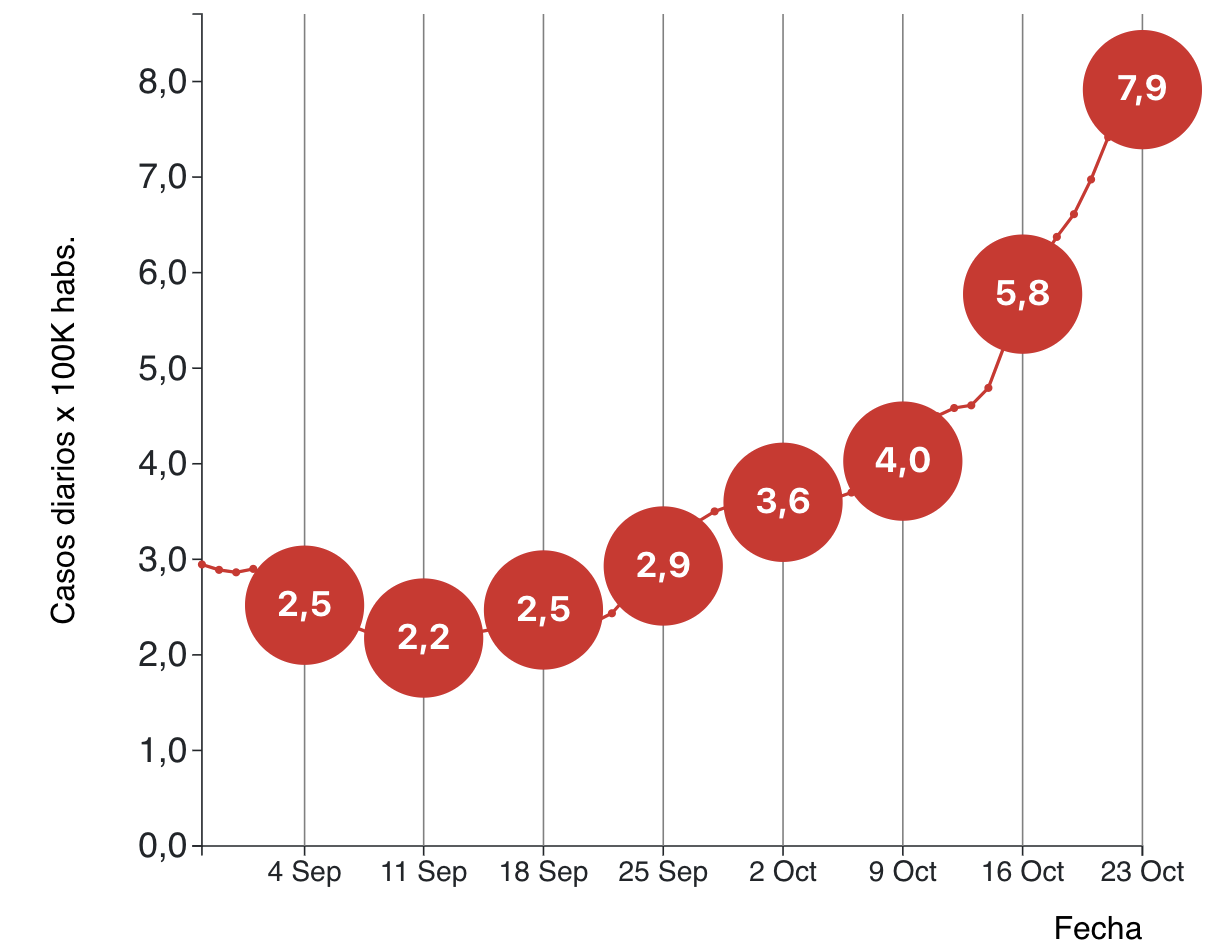 Casos diarios x 100K habs.
8,0
7,0
6,0
5,0
4,0
3,0
2,0
1,0
0,0
2,5
2,2
2,5
2,9
3,6
4,0
5,8
7,9
4 Sep
11 Sep
18 Sep
25 Sep
2 Oct
9 Oct
16 Oct
23 Oct
Fecha